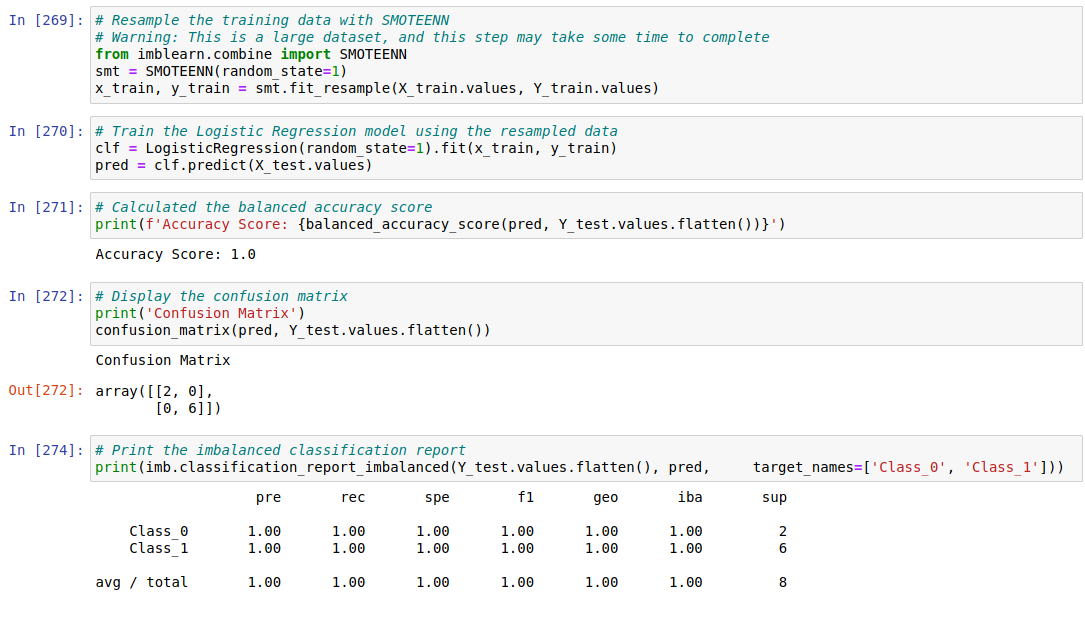 In [269]: # Resample the training data with SMOTEENN
# Warning: This is a large dataset, and this step may take some time to complete
from imblearn.combine import SMOTEENN
smt = SMOTEENN(random_state=1)
x_train, y_train = smt.fit_resample(X_train.values, Y_train.values)
In [270]: # Train the Logistic Regression model using the resampled data
clf = LogisticRegression(random_state=1).fit(x_train, y_train)
pred = clf.predict(X_test.values)
In [271]: # Calculated the balanced accuracy score
print(f'Accuracy Score: {balanced_accuracy_score(pred, Y_test.values.flatten())}')
Accuracy Score: 1.0
In [272]: # Display the confusion matrix
print('Confusion Matrix')
confusion_matrix(pred, Y_test.values.flatten())
Confusion Matrix
Out[272]: array([[2, 0],
[0, 6]])
In [274]: # Print the imbalanced classification report
print(imb.classification_report_imbalanced(Y_test.values.flatten(), pred,     target_names=['Class_0', 'Class_1']))
pre rec spe f1 geo iba sup
Class_0 1.00 1.00 1.00 1.00 1.00 1.00 2
Class_1 1.00 1.00 1.00 1.00 1.00 1.00 6
avg / total 1.00 1.00 1.00 1.00 1.00 1.00 8